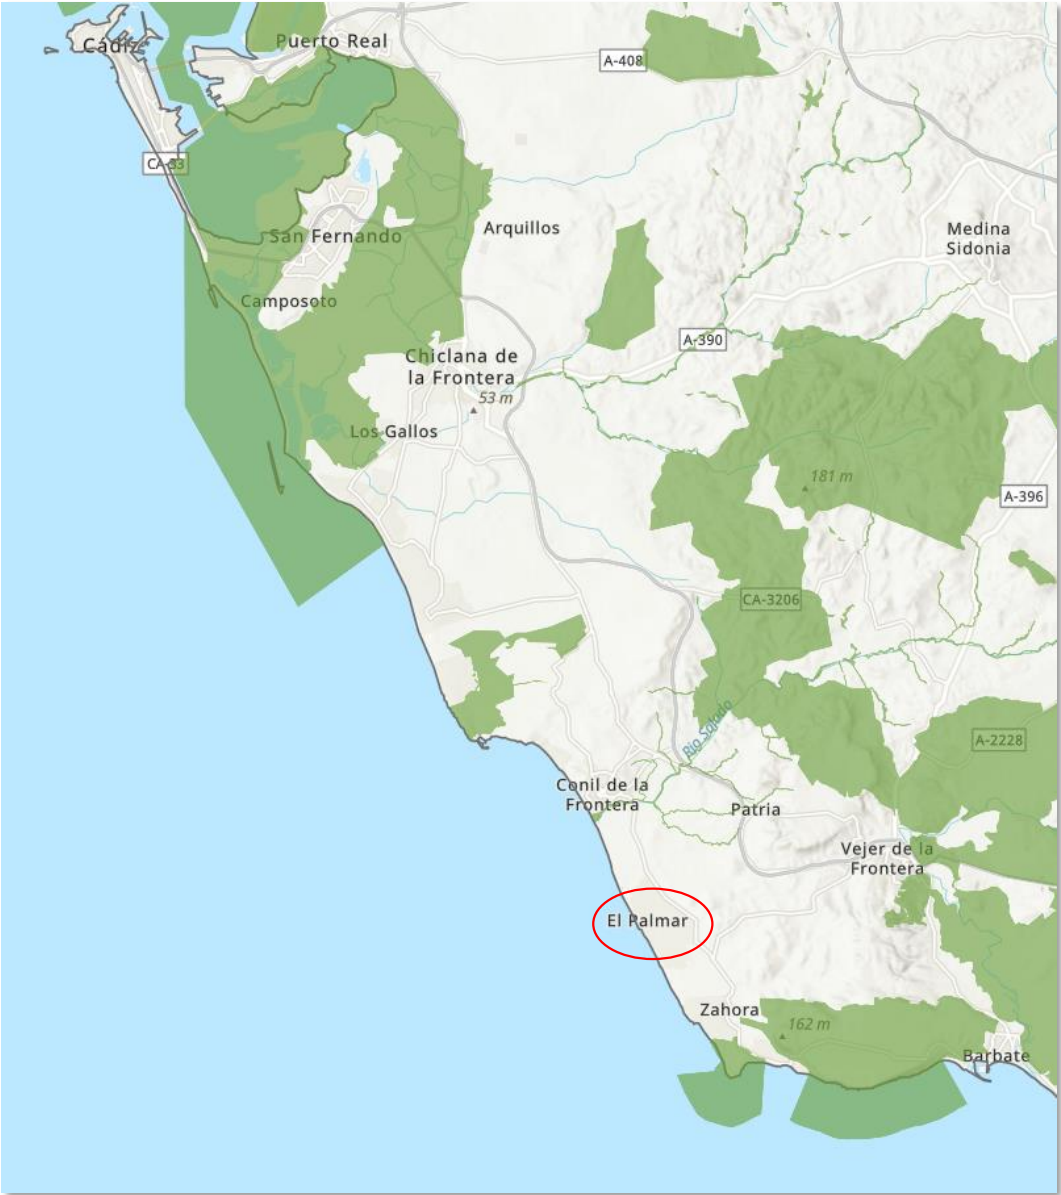 Cádiz
Puerto Real
A-408
CA-33
San Fernando
Arquillos
Medina
Sidonia
Camposoto
A-390
Chiclana de
la Frontera
53 m
Los Gallos
181 m
A-396
CA-3206
Río Salado
A-2228
Conil de la
Frontera
Patria
Vejer de la
Frontera
El Palmar
Zahora
162 m
Barbate